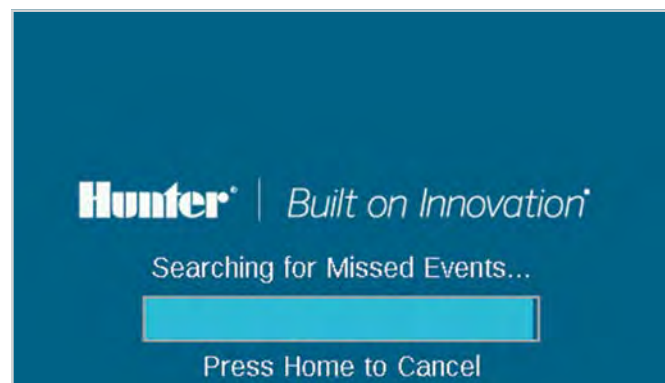 Hunter® | Built on Innovation®
Searching for Missed Events...
Press Home to Cancel